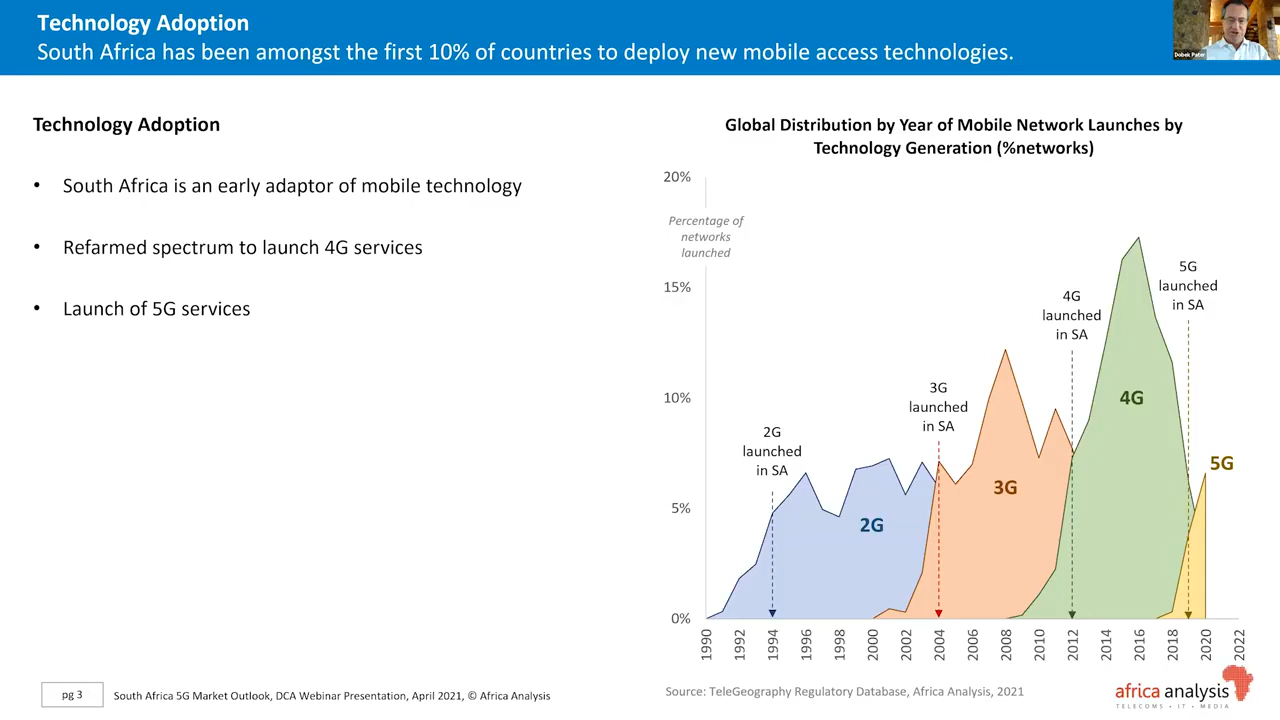 Technology Adoption
South Africa has been amongst the first 10% of countries to deploy new mobile access technologies.
Dobek Pater
Technology Adoption
• South Africa is an early adaptor of mobile technology
• Refarmed spectrum to launch 4G services
• Launch of 5G services
Global Distribution by Year of Mobile Network Launches by
Technology Generation (%networks)
20%
Percentage of
networks
launched
15%
10%
5%
0%
2G
launched
in SA
3G
launched
in SA
4G
launched
in SA
5G
launched
in SA
2G
3G
4G
5G
1990
1992
1994
1996
1998
2000
2002
2004
2006
2008
2010
2012
2014
2016
2018
2020
2022
pg 3
South Africa 5G Market Outlook, DCA Webinar Presentation, April 2021, © Africa Analysis
Source: TeleGeography Regulatory Database, Africa Analysis, 2021
africa analysis
TELECOMS • IT • MEDIA